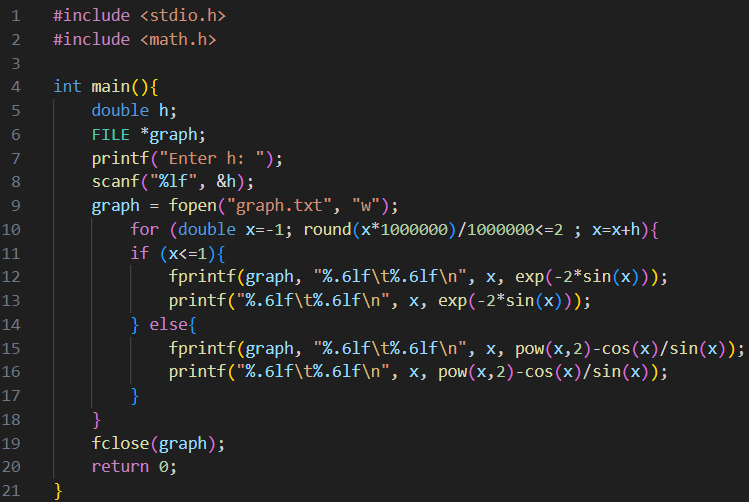 1 #include <stdio.h>
2 #include <math.h>
3
4 int main(){
5     double h;
6     FILE *graph;
7     printf("Enter h: ");
8     scanf("%lf", &h);
9     graph = fopen("graph.txt", "w");
10         for (double x=-1; round(x*1000000)/1000000<=2 ; x=x+h){
11         if (x<=1){
12             fprintf(graph, "%.6lf\t%.6lf\n", x, exp(-2*sin(x)));
13             printf("%.6lf\t%.6lf\n", x, exp(-2*sin(x)));
14         } else{
15             fprintf(graph, "%.6lf\t%.6lf\n", x, pow(x,2)-cos(x)/sin(x));
16             printf("%.6lf\t%.6lf\n", x, pow(x,2)-cos(x)/sin(x));
17         }
18     }
19     fclose(graph);
20     return 0;
21 }